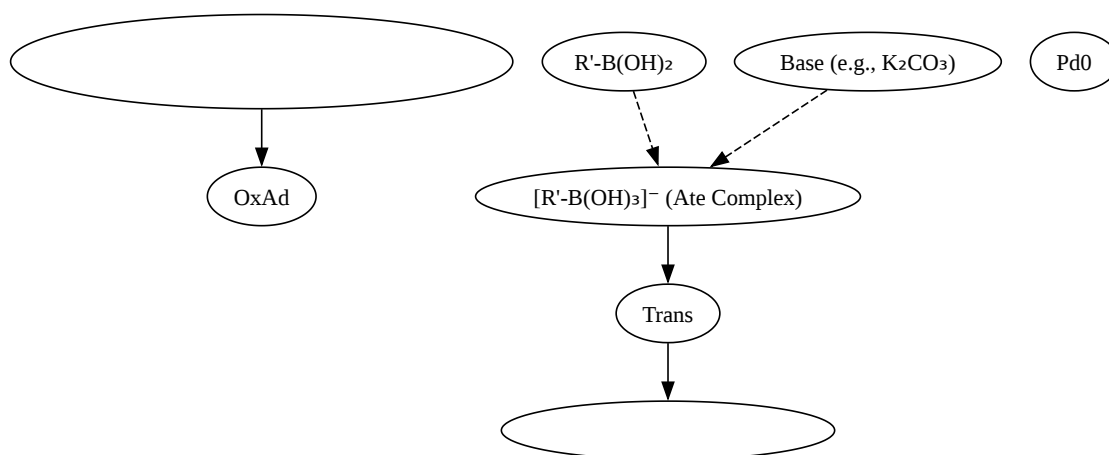 R'-B(OH)₂
Base (e.g., K₂CO₃)
Pd0
OxAd
[R'-B(OH)₃]⁻ (Ate Complex)
Trans